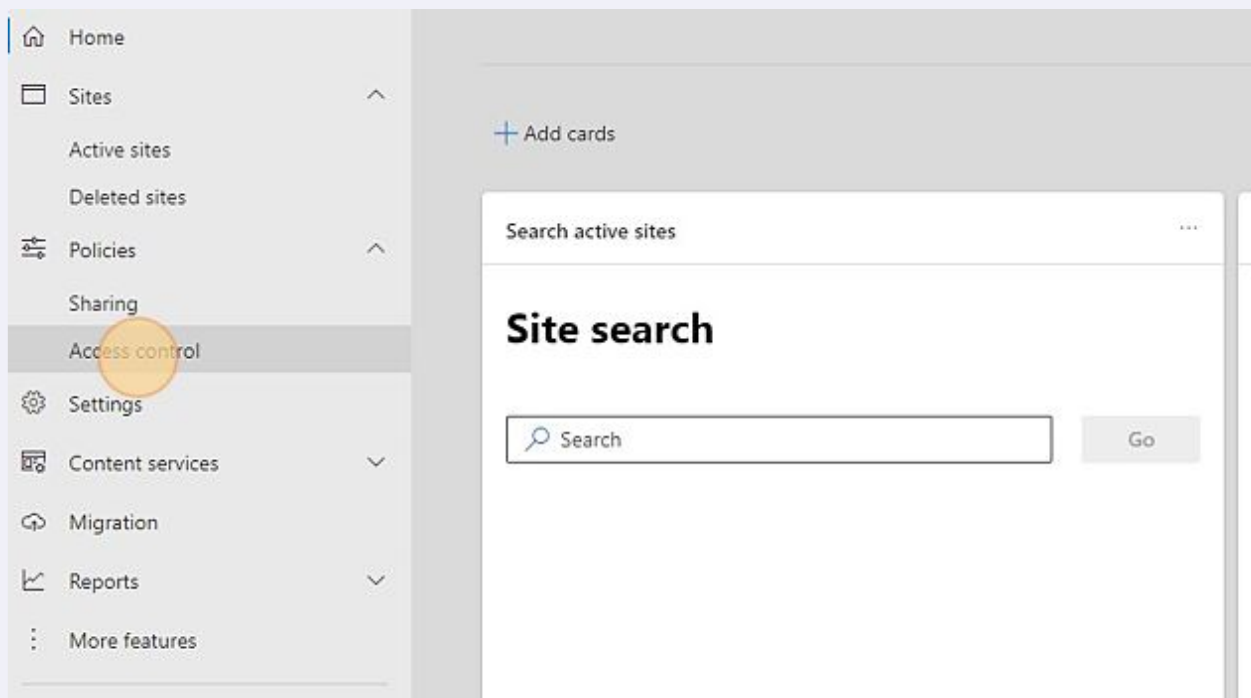 Home
Sites
Active sites
Deleted sites
Policies
Sharing
Access control
Settings
Content services
Migration
Reports
More features
Add cards
Search active sites
Site search
Search
Go